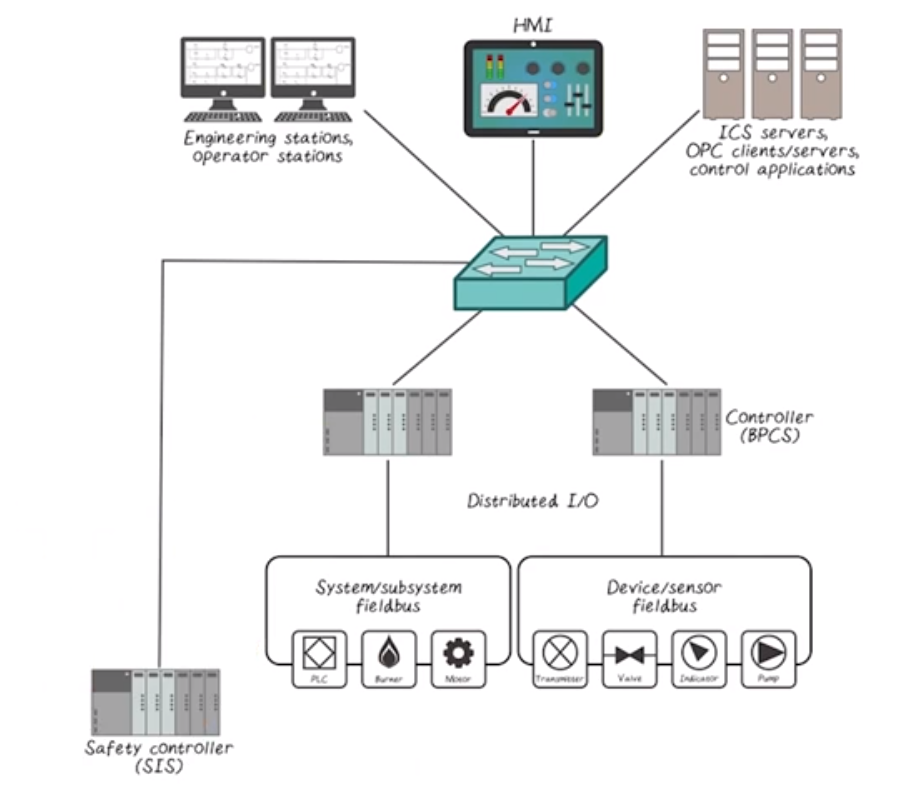 HMI
Engineering stations,
operator stations
ICS servers,
OPC clients/servers,
control applications
Controller
(BPCS)
Distributed I/O
System/subsystem
fieldbus
Device/sensor
fieldbus
PLC
Burner
Motor
Transmitter
Valve
Indicator
Pump
Safety controller
(SIS)